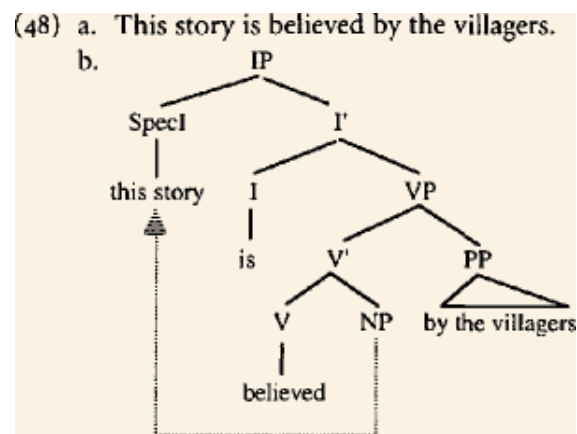 (48) a. This story is believed by the villagers.
b.
IP
SpecI I'
this story I VP
is V' PP
V NP by the villagers
believed